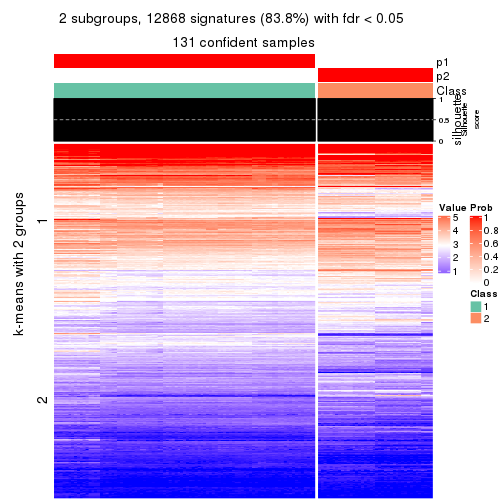 2 subgroups, 12868 signatures (83.8%) with fdr < 0.05
131 confident samples
p1
p2
Class
1
0.5
0
silhouette
Silhouette
score
k-means with 2 groups
1
2
Value
5
4
3
2
1
Prob
1
0.8
0.6
0.4
0.2
0
Class
1
2